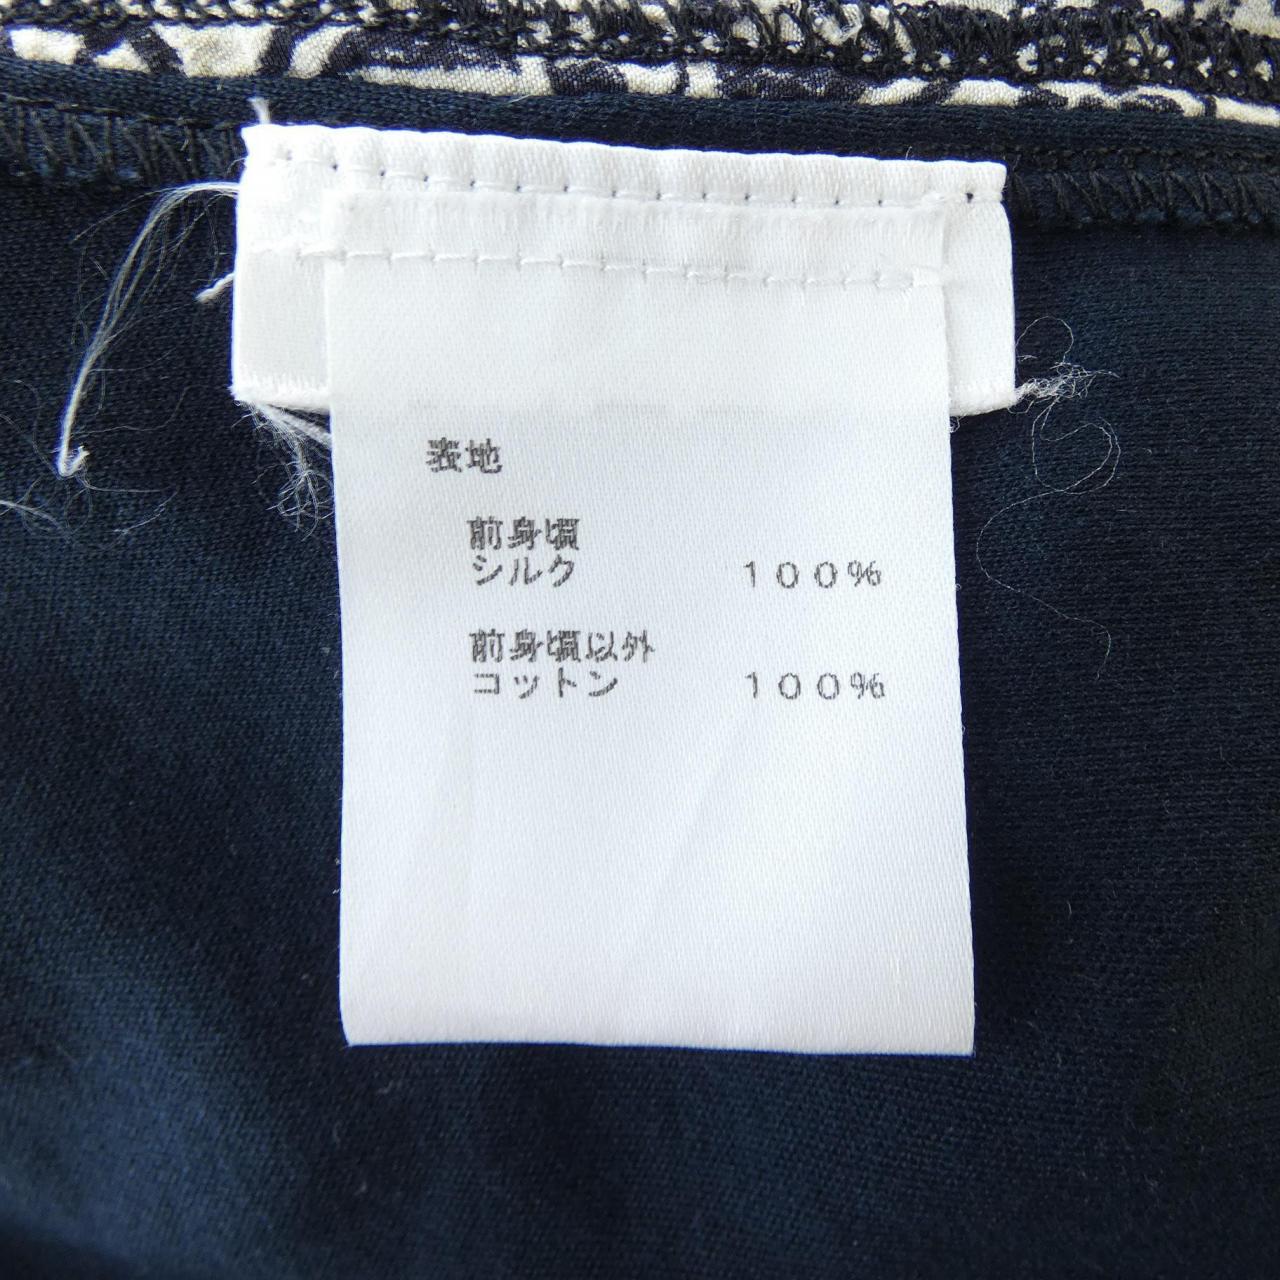 表地
前身頃
シルク 100%
前身頃以外
コットン 100%